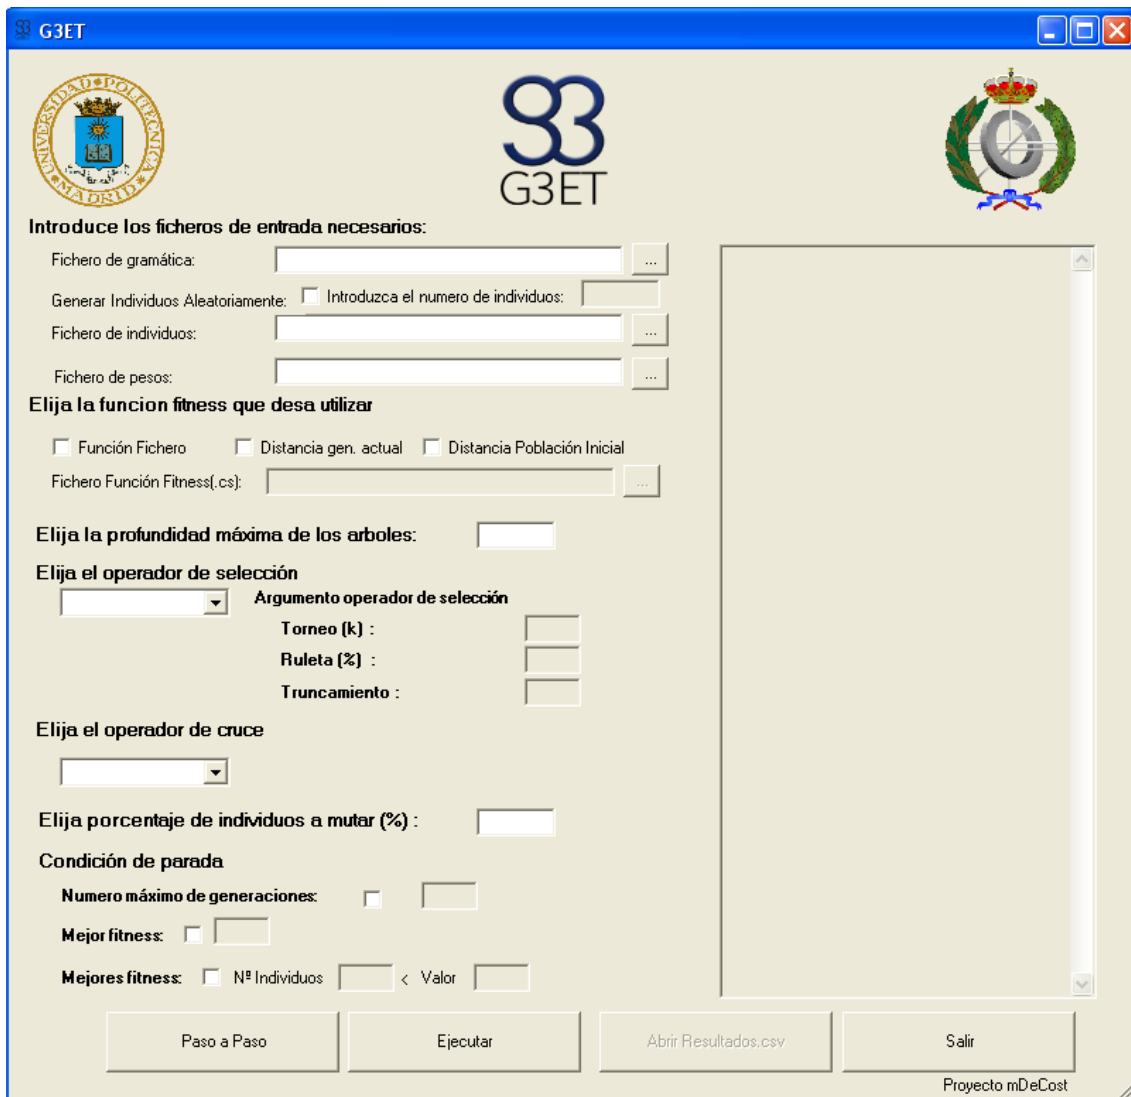 G3ET
UNIVERSIDAD POLITECNICA
MADRID
G3ET
Introduce los ficheros de entrada necesarios:
Fichero de gramática:
...
Generar Individuos Aleatoriamente:
Introduzca el numero de individuos:
Fichero de individuos:
...
Fichero de pesos:
...
Elija la funcion fitness que desa utilizar
Función Fichero
Distancia gen. actual
Distancia Población Inicial
Fichero Función Fitness(.cs):
...
Elija la profundidad máxima de los arboles:
Elija el operador de selección
Argumento operador de selección
Torneo (k) :
Ruleta (%) :
Truncamiento :
Elija el operador de cruce
Elija porcentaje de individuos a mutar (%) :
Condición de parada
Numero máximo de generaciones:
Mejor fitness:
Mejores fitness:
Nº Individuos
< Valor
Paso a Paso
Ejecutar
Abrir Resultados.csv
Salir
Proyecto mDeCost